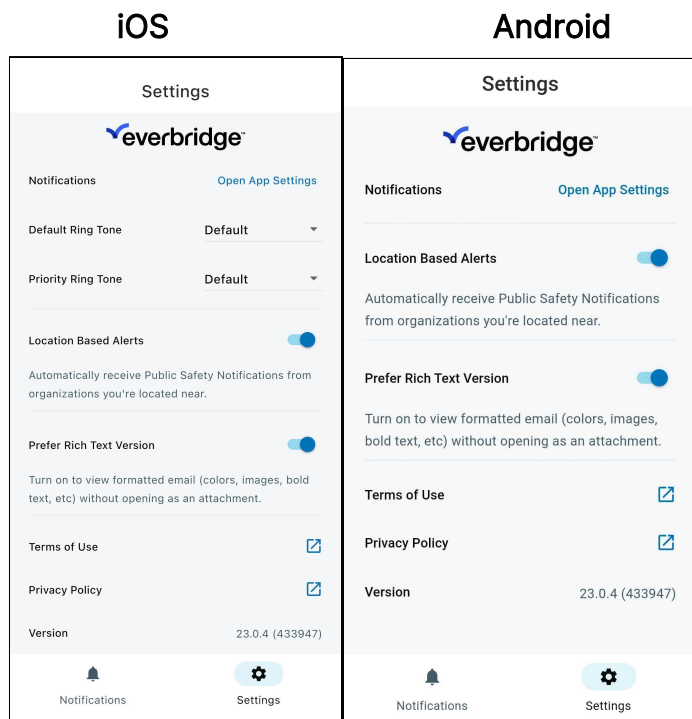 iOS
Settings
everbridge™
Notifications Open App Settings
Default Ring Tone Default
Priority Ring Tone Default
Location Based Alerts
Automatically receive Public Safety Notifications from
organizations you're located near.
Prefer Rich Text Version
Turn on to view formatted email (colors, images, bold
text, etc) without opening as an attachment.
Terms of Use
Privacy Policy
Version 23.0.4 (433947)
Notifications Settings
Android
Settings
everbridge™
Notifications Open App Settings
Location Based Alerts
Automatically receive Public Safety Notifications
from organizations you're located near.
Prefer Rich Text Version
Turn on to view formatted email (colors, images,
bold text, etc) without opening as an attachment.
Terms of Use
Privacy Policy
Version 23.0.4 (433947)
Notifications Settings